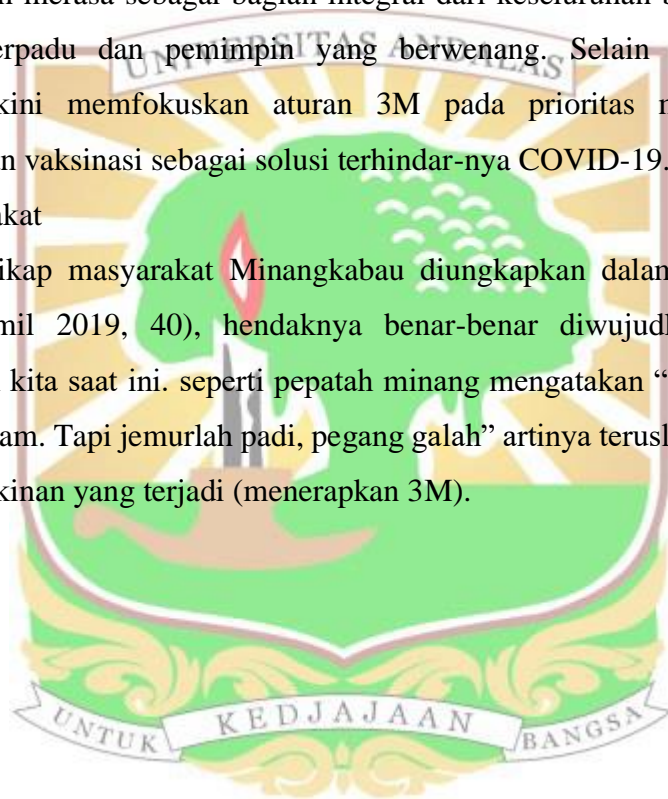 merasa sebagai bagian integral dari keseluruhan
erpadu dan pemimpin yang berwenang. Selain
UNIVERSITAS ANDALAS
kini memfokuskan aturan 3M pada prioritas m
n vaksinasi sebagai solusi terhindar-nya COVID-19.
akat
ikap masyarakat Minangkabau diungkapkan dalam
mil 2019, 40), hendaknya benar-benar diwujud
kita saat ini. seperti pepatah minang mengatakan “
am. Tapi jemurlah padi, pegang galah” artinya terusl
kinan yang terjadi (menerapkan 3M).
UNTUK KEDJAJAAN BANGSA